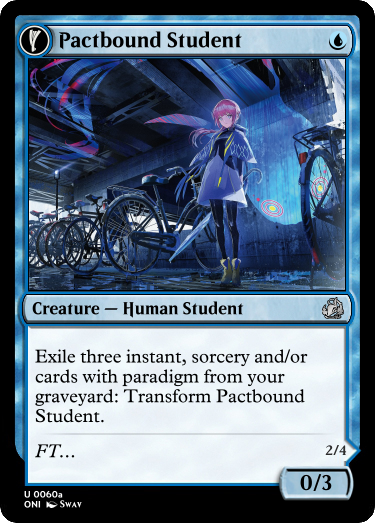 Pactbound Student
Creature — Human Student
Exile three instant, sorcery and/or
cards with paradigm from your
graveyard: Transform Pactbound
Student.
FT...
2/4
0/3
U 0060a
ONI SWAV